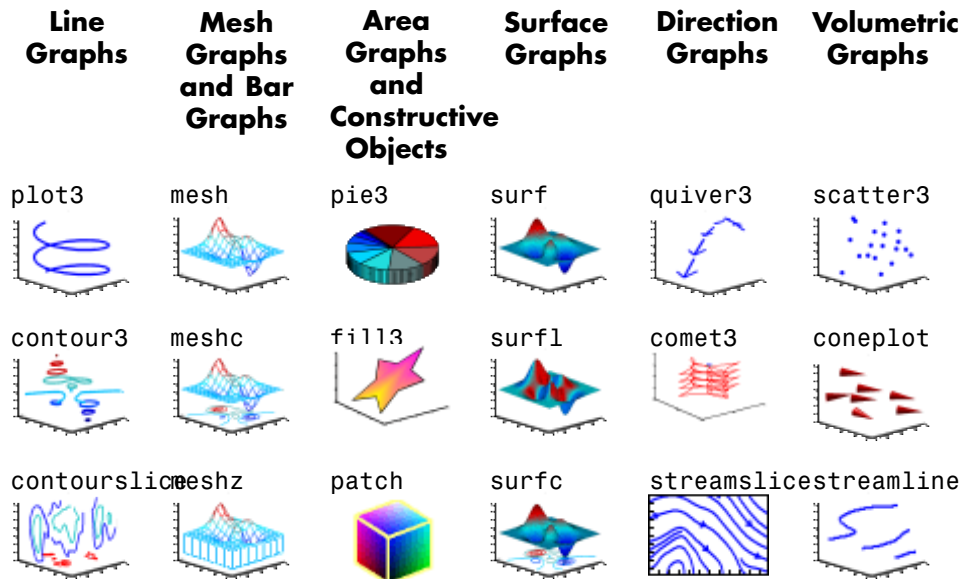 Line
Graphs
Mesh
Graphs
and Bar
Graphs
Area
Graphs
and
Constructive
Objects
Surface
Graphs
Direction
Graphs
Volumetric
Graphs
plot3
mesh
pie3
surf
quiver3
scatter3
contour3
meshc
fill3
surfl
comet3
coneplot
contourslice
meshz
patch
surfc
streamslice
streamline